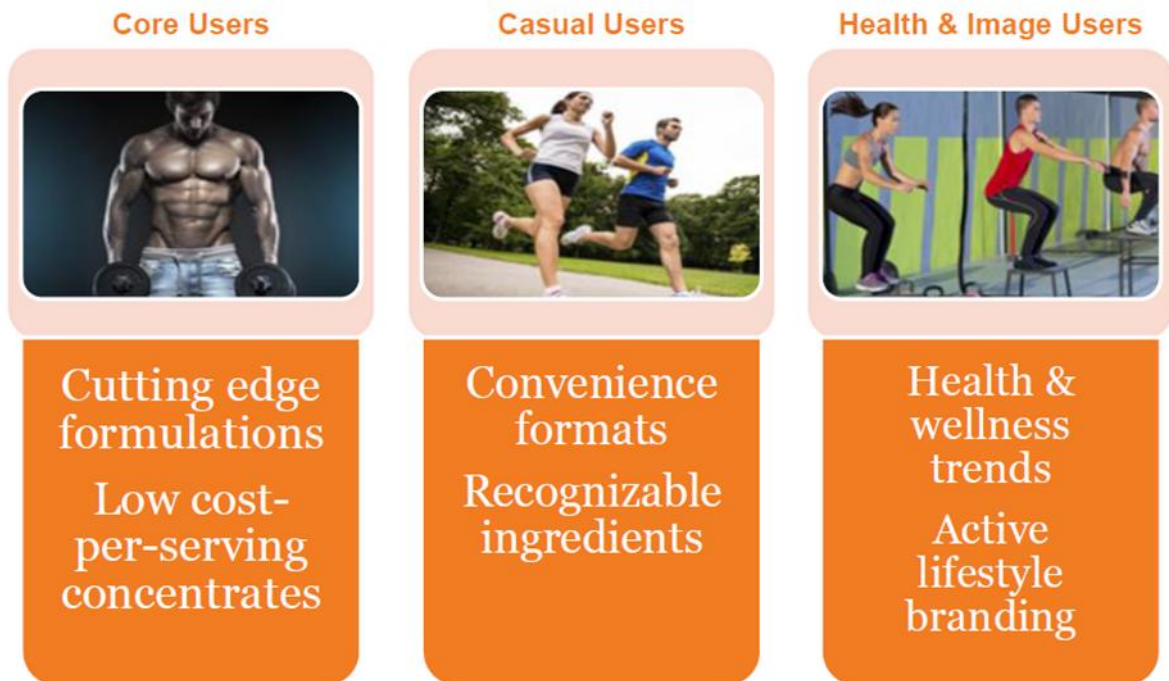 Core Users
Cutting edge
formulations
Low cost-
per-serving
concentrates
Casual Users
Convenience
formats
Recognizable
ingredients
Health & Image Users
Health &
wellness
trends
Active
lifestyle
branding